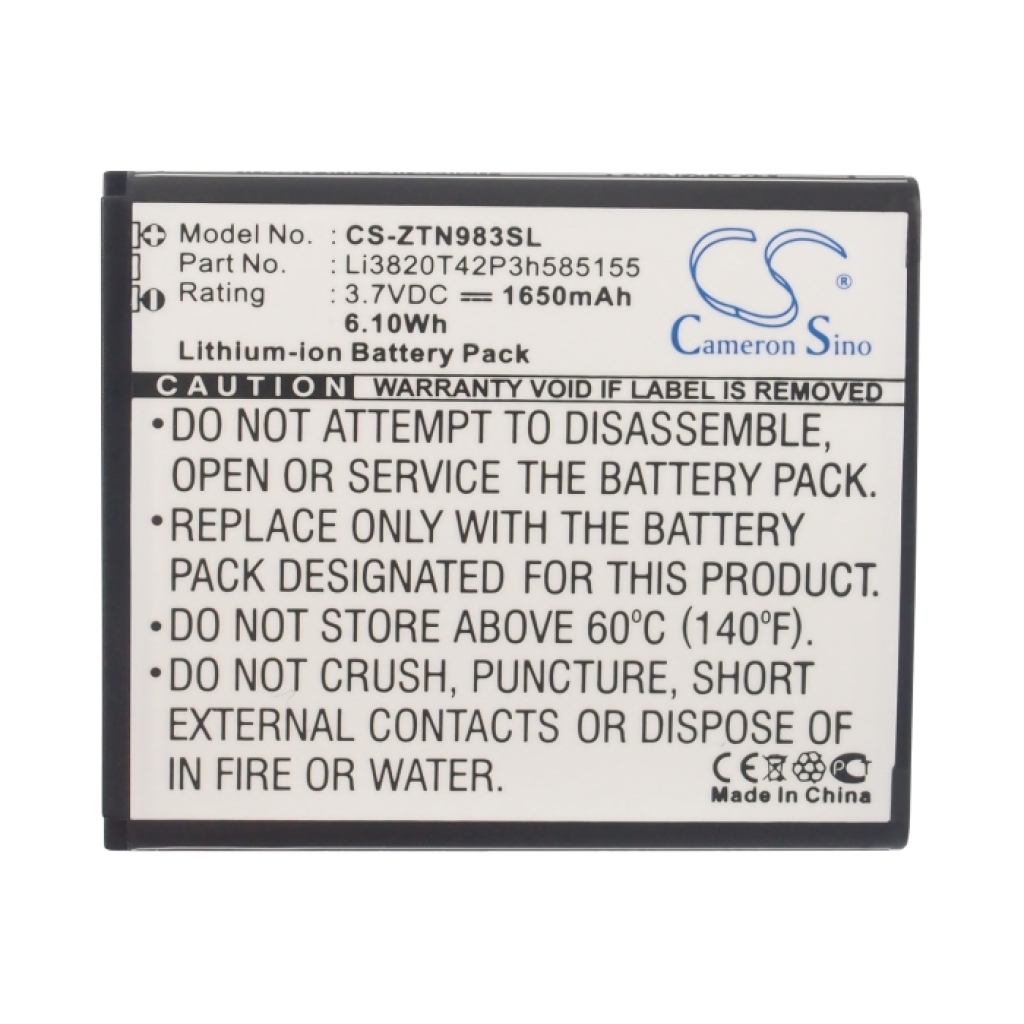 Model No. : CS-ZTN983SL
Part No. : Li3820T42P3h585155
Rating : 3.7VDC ⎓ 1650mAh
6.10Wh
Lithium-ion Battery Pack
CS ®
Cameron Sino
CAUTION WARRANTY VOID IF LABEL IS REMOVED
•DO NOT ATTEMPT TO DISASSEMBLE,
OPEN OR SERVICE THE BATTERY PACK.
•REPLACE ONLY WITH THE BATTERY
PACK DESIGNATED FOR THIS PRODUCT.
•DO NOT STORE ABOVE 60°C (140°F).
•DO NOT CRUSH, PUNCTURE, SHORT
EXTERNAL CONTACTS OR DISPOSE OF
IN FIRE OR WATER.
CE PCT
Made In China